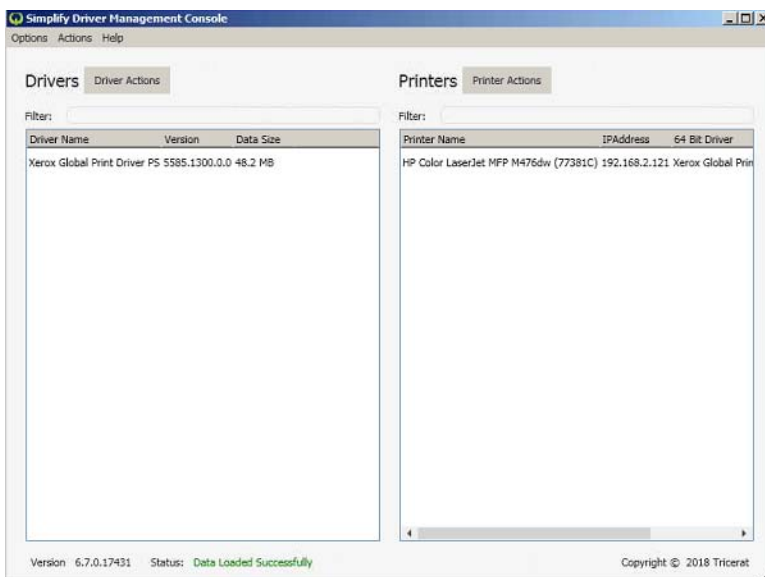 Simplify Driver Management Console
Options Actions Help
Drivers Driver Actions
Filter:
Driver Name Version Data Size
Xerox Global Print Driver PS 5585.1300.0.0 48.2 MB
Printers Printer Actions
Filter:
Printer Name IPAddress 64 Bit Driver
HP Color LaserJet MFP M476dw (77381C) 192.168.2.121 Xerox Global Prin
Version 6.7.0.17431 Status: Data Loaded Successfully
Copyright © 2018 Tricerat